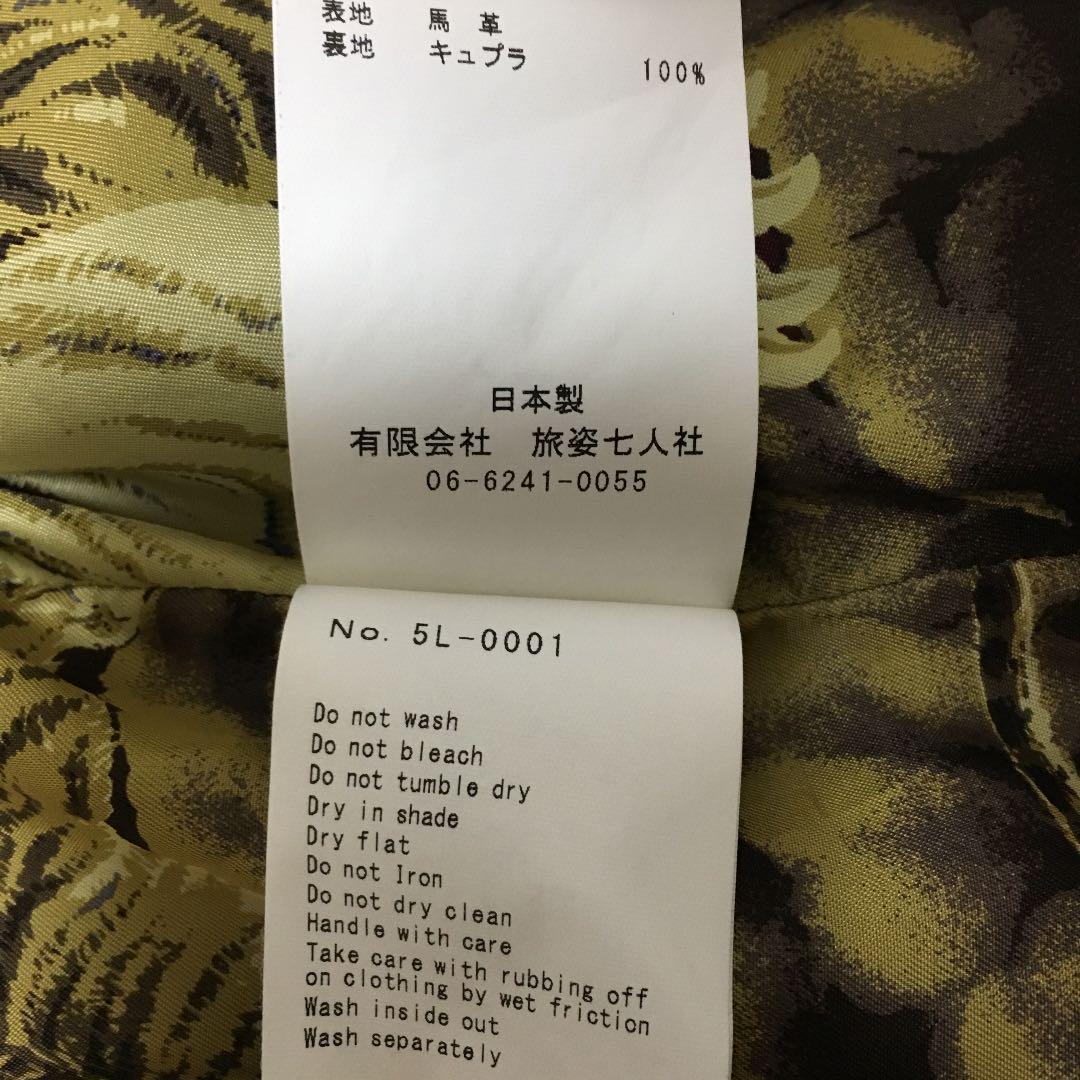 表地 馬革
裏地 キュプラ 100%
日本製
有限会社 旅姿七人社
06-6241-0055
No. 5L-0001
Do not wash
Do not bleach
Do not tumble dry
Dry in shade
Dry flat
Do not Iron
Do not dry clean
Handle with care
Take care with rubbing off
on clothing by wet friction
Wash inside out
Wash separately